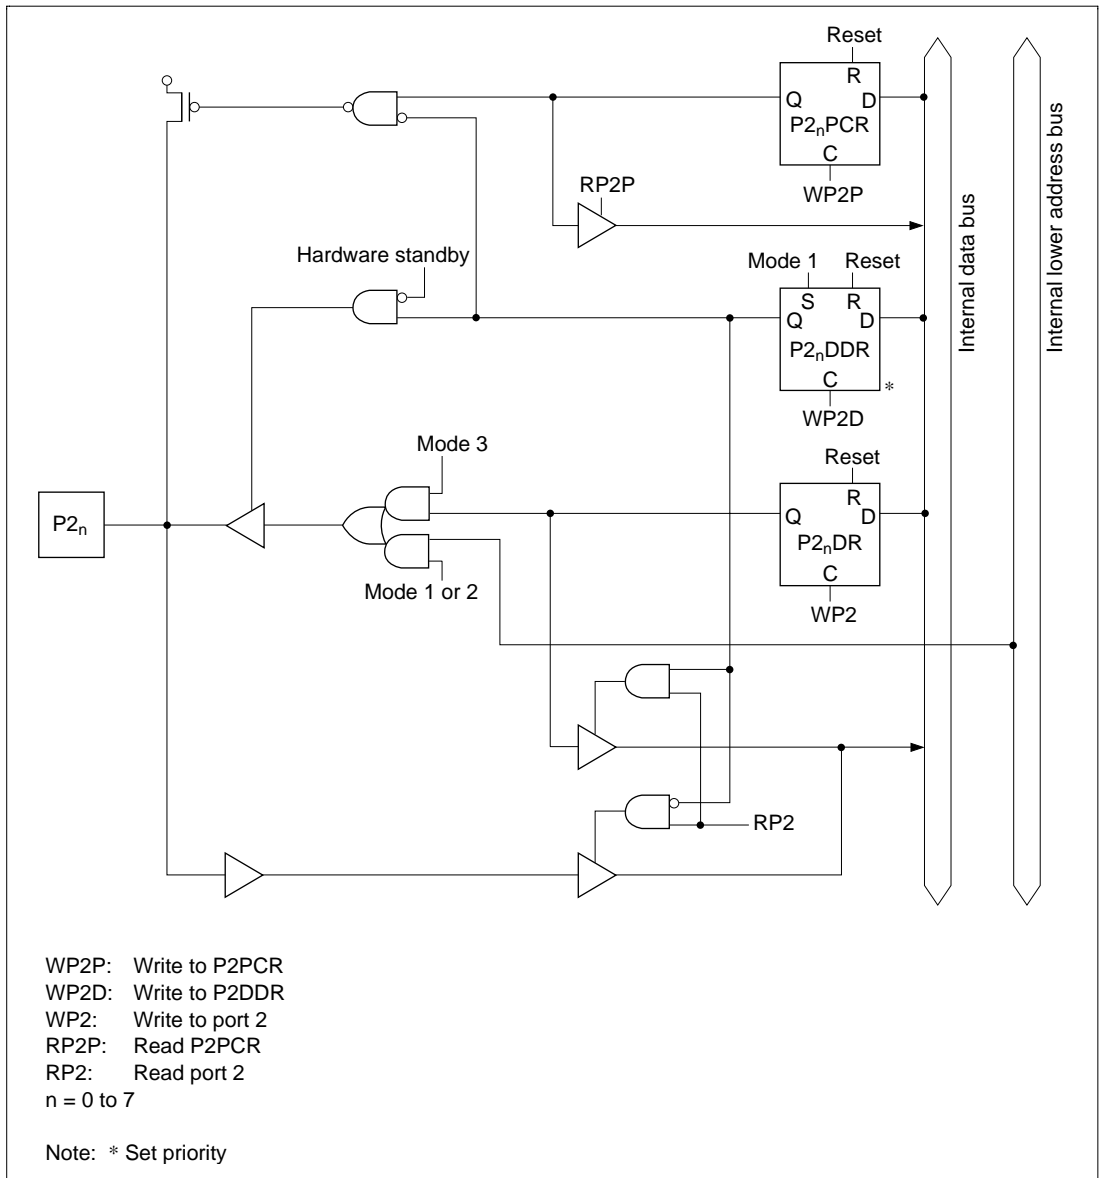 Reset
R
Q D
P2nPCR
C
WP2P
RP2P
Hardware standby
Mode 1 Reset
S R
Q D
P2nDDR
C
*
WP2D
Mode 3
Reset
R
Q D
P2nDR
C
WP2
P2n
Mode 1 or 2
RP2
Internal data bus
Internal lower address bus
WP2P: Write to P2PCR
WP2D: Write to P2DDR
WP2: Write to port 2
RP2P: Read P2PCR
RP2: Read port 2
n = 0 to 7
Note: * Set priority